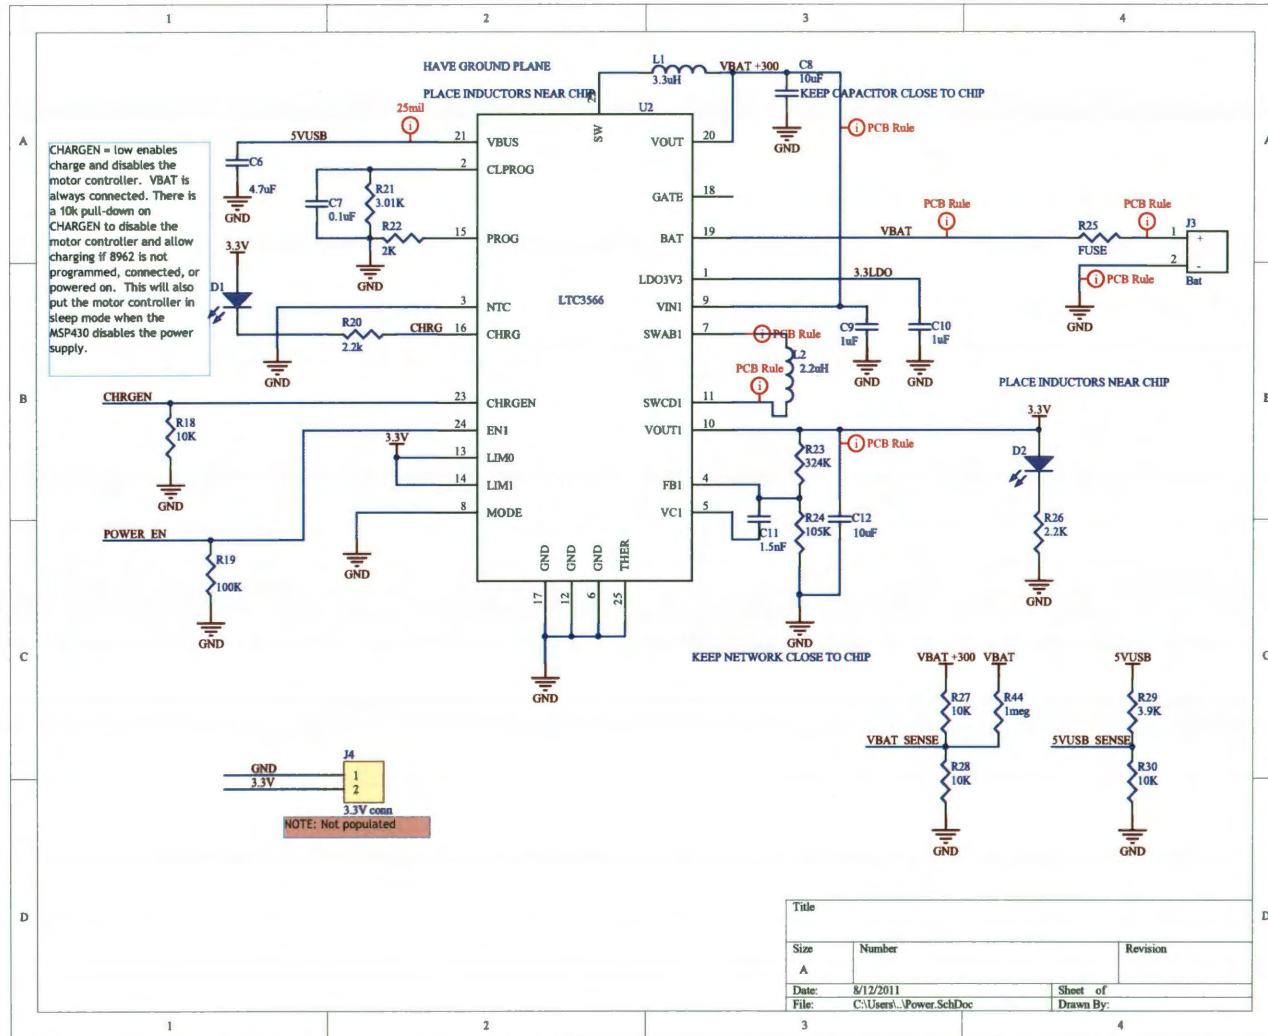 1 2 3 4
HAVE GROUND PLANE
PLACE INDUCTORS NEAR CHIP
L1
3.3uH
VBAT +300
C8
10uF
KEEP CAPACITOR CLOSE TO CHIP
GND
PCB Rule
A
A
25mil
5VUSB
C6
4.7uF
GND
CHARGEN = low enables
charge and disables the
motor controller. VBAT is
always connected. There is
a 10k pull-down on
CHARGEN to disable the
motor controller and allow
charging if 8962 is not
programmed, connected, or
powered on. This will also
put the motor controller in
sleep mode when the
MSP430 disables the power
supply.
C7
0.1uF
R21
3.01K
R22
2K
GND
3.3V
D1
R20
2.2k
CHRG
GND
U2
LTC3566
SW
21 VBUS
2 CLPROG
15 PROG
3 NTC
16 CHRG
23 CHRGEN
24 EN1
13 LIM0
14 LIM1
8 MODE
VOUT 20
GATE 18
BAT 19
LDO3V3 1
VIN1 9
SWAB1 7
SWCD1 11
VOUT1 10
FB1 4
VC1 5
GND GND GND THER
17 12 6 25
GND
VBAT
PCB Rule
R25
FUSE
PCB Rule
J3
1 +
2 -
Bat
PCB Rule
GND
3.3LDO
C9
1uF
GND
C10
1uF
GND
PCB Rule
L2
2.2uH
PCB Rule
PLACE INDUCTORS NEAR CHIP
B
CHRGEN
R18
10K
GND
3.3V
GND
POWER_EN
R19
100K
GND
R23
324K
PCB Rule
C11
1.5nF
R24
105K
C12
10uF
GND
3.3V
D2
R26
2.2K
GND
C
KEEP NETWORK CLOSE TO CHIP
VBAT +300
VBAT
R27
10K
R44
1meg
VBAT_SENSE
R28
10K
GND
5VUSB
R29
3.9K
5VUSB_SENSE
R30
10K
GND
GND
3.3V
J4
1
2
3.3V conn
NOTE: Not populated
D
D
Title
Size
A
Number
Revision
Date: 8/12/2011
Sheet of
File: C:\Users\..\Power.SchDoc
Drawn By:
1 2 3 4